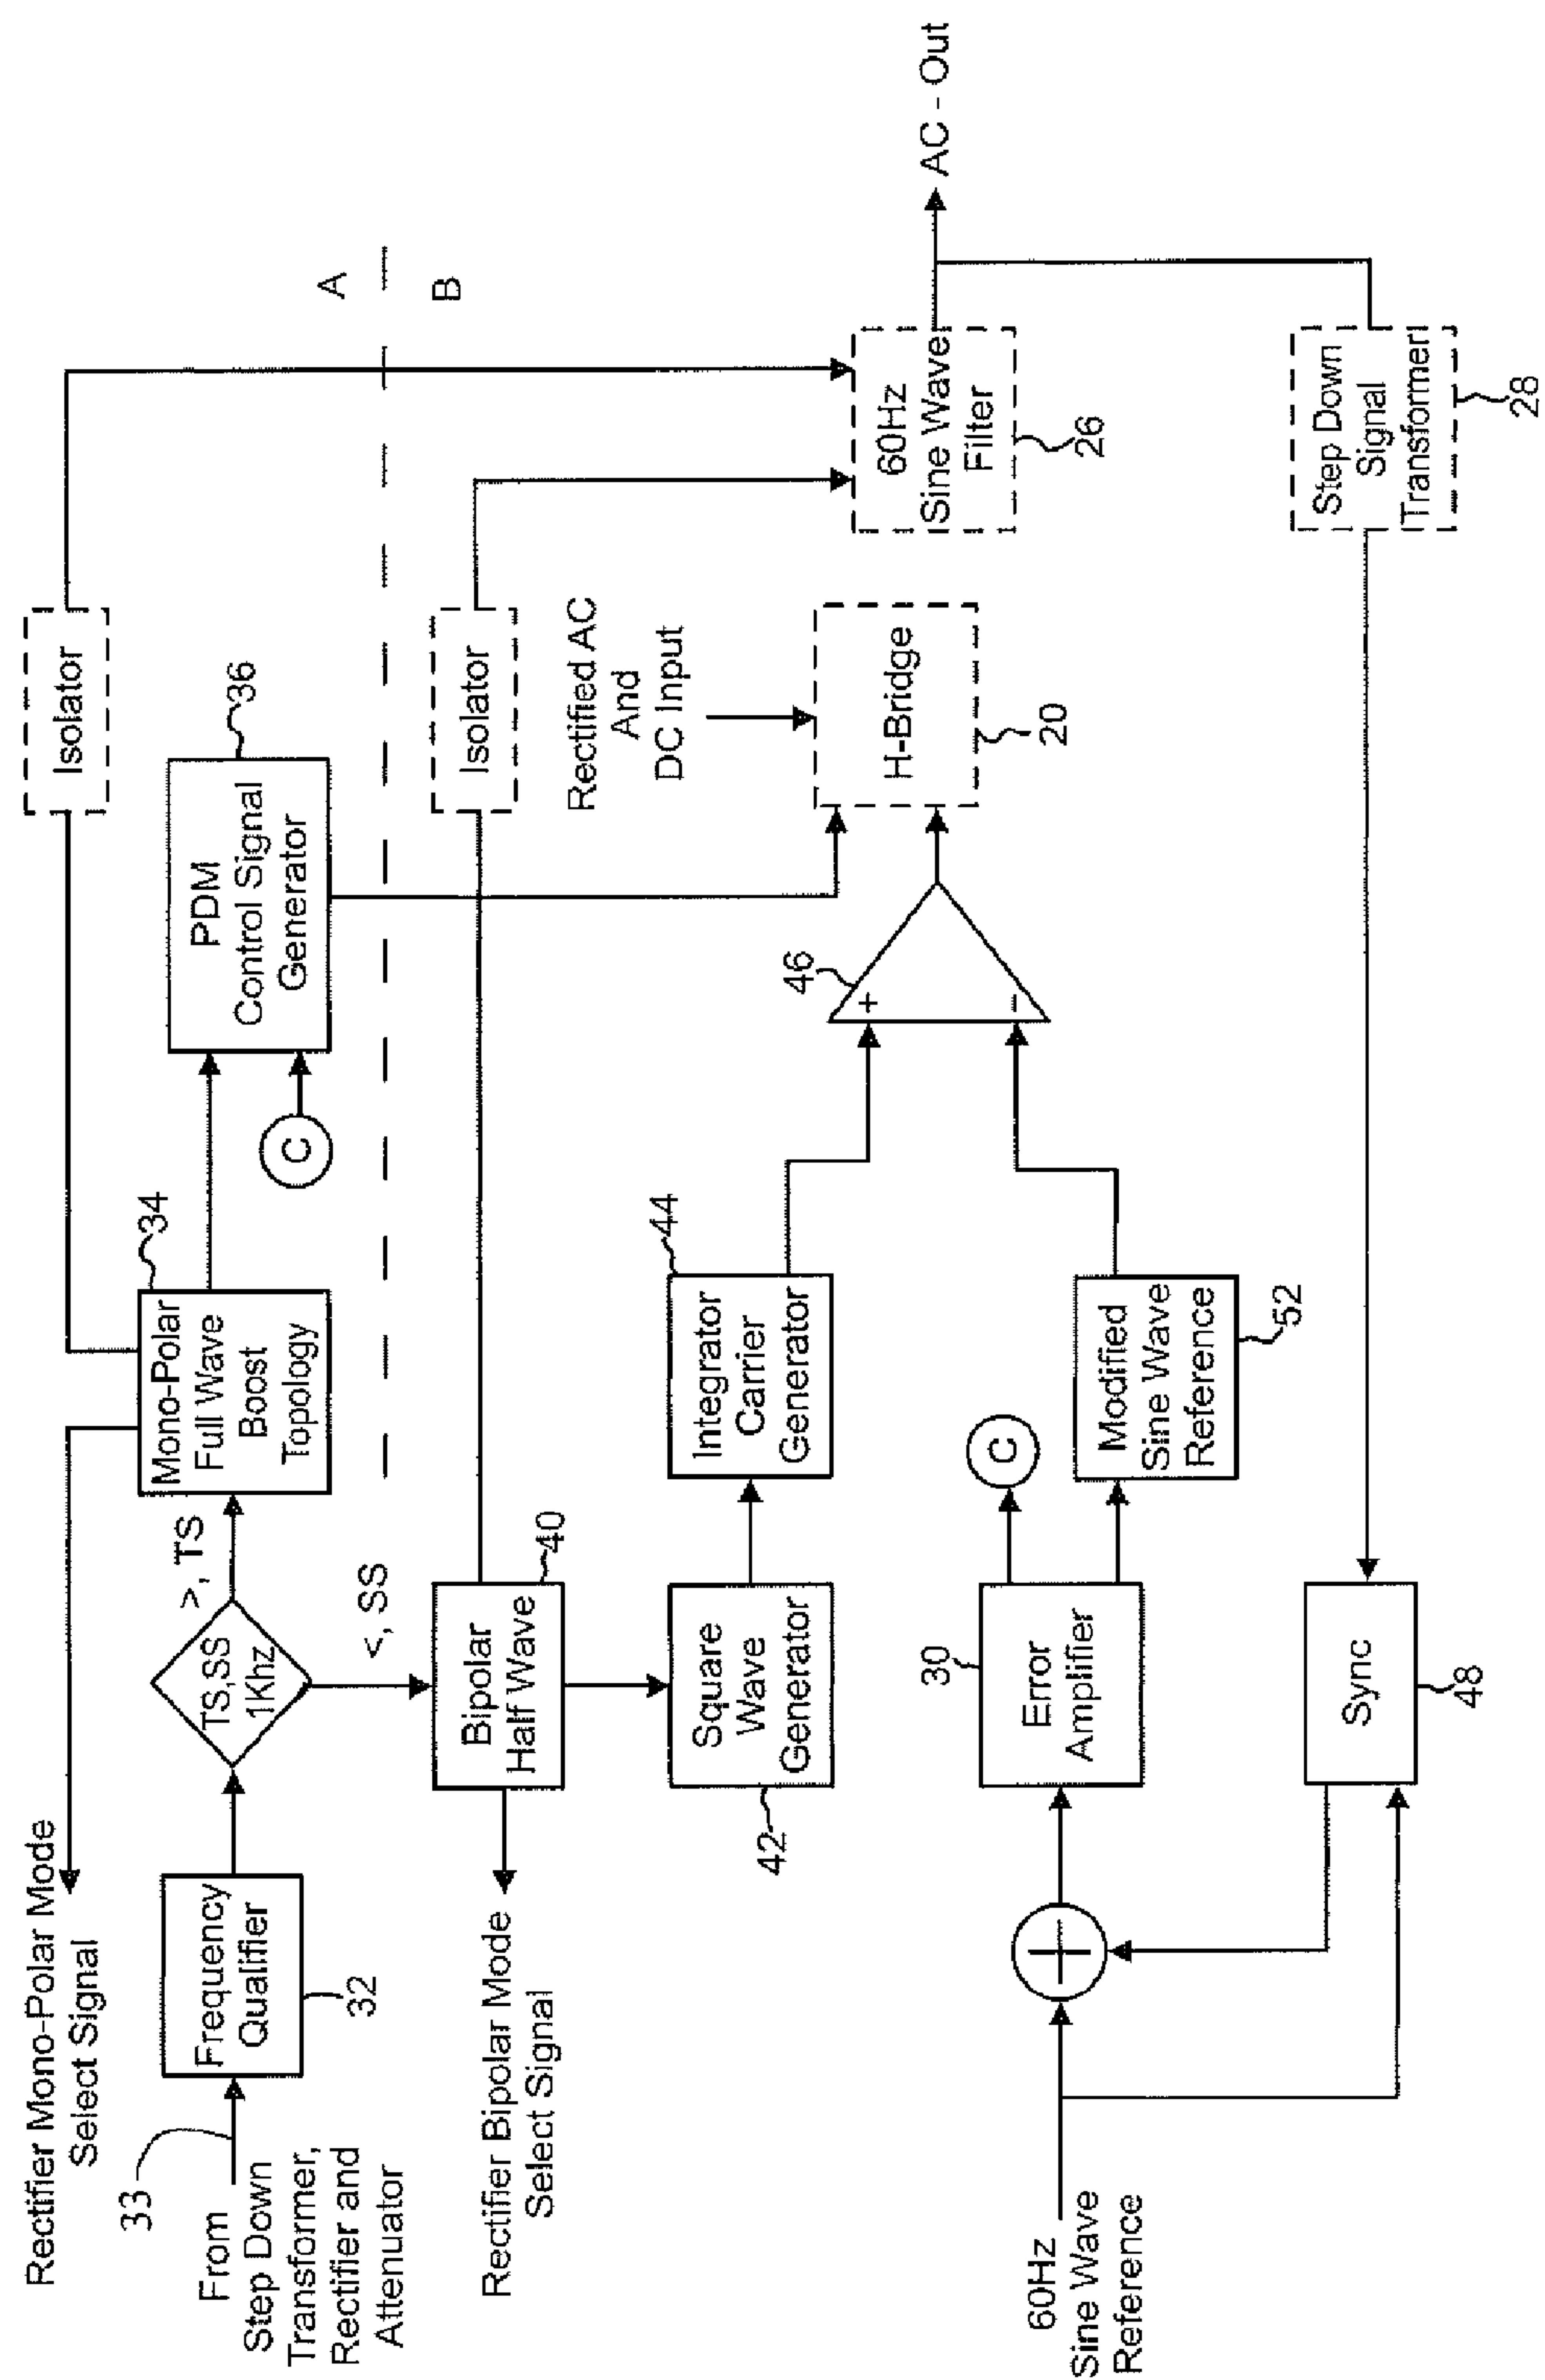 Rectifier Mono-Polar Mode
Select Signal
33
From
Step Down
Transformer,
Rectifier and
Attenuator
Frequency
Qualifier
32
TS,SS
1Khz
>, TS
<, SS
Mono-Polar
Full Wave
Boost
Topology
34
C
PDM
Control Signal
Generator
36
Isolator
A
B
Rectifier Bipolar Mode
Select Signal
Bipolar
Half Wave
40
Isolator
Square
Wave
Generator
42
Integrator
Carrier
Generator
44
Rectified AC
And
DC Input
46
+
−
H-Bridge
20
60Hz
Sine Wave
Filter
26
AC - Out
60Hz
Sine Wave
Reference
+
Error
Amplifier
30
C
Modified
Sine Wave
Reference
52
Sync
48
Step Down
Signal
Transformer
28